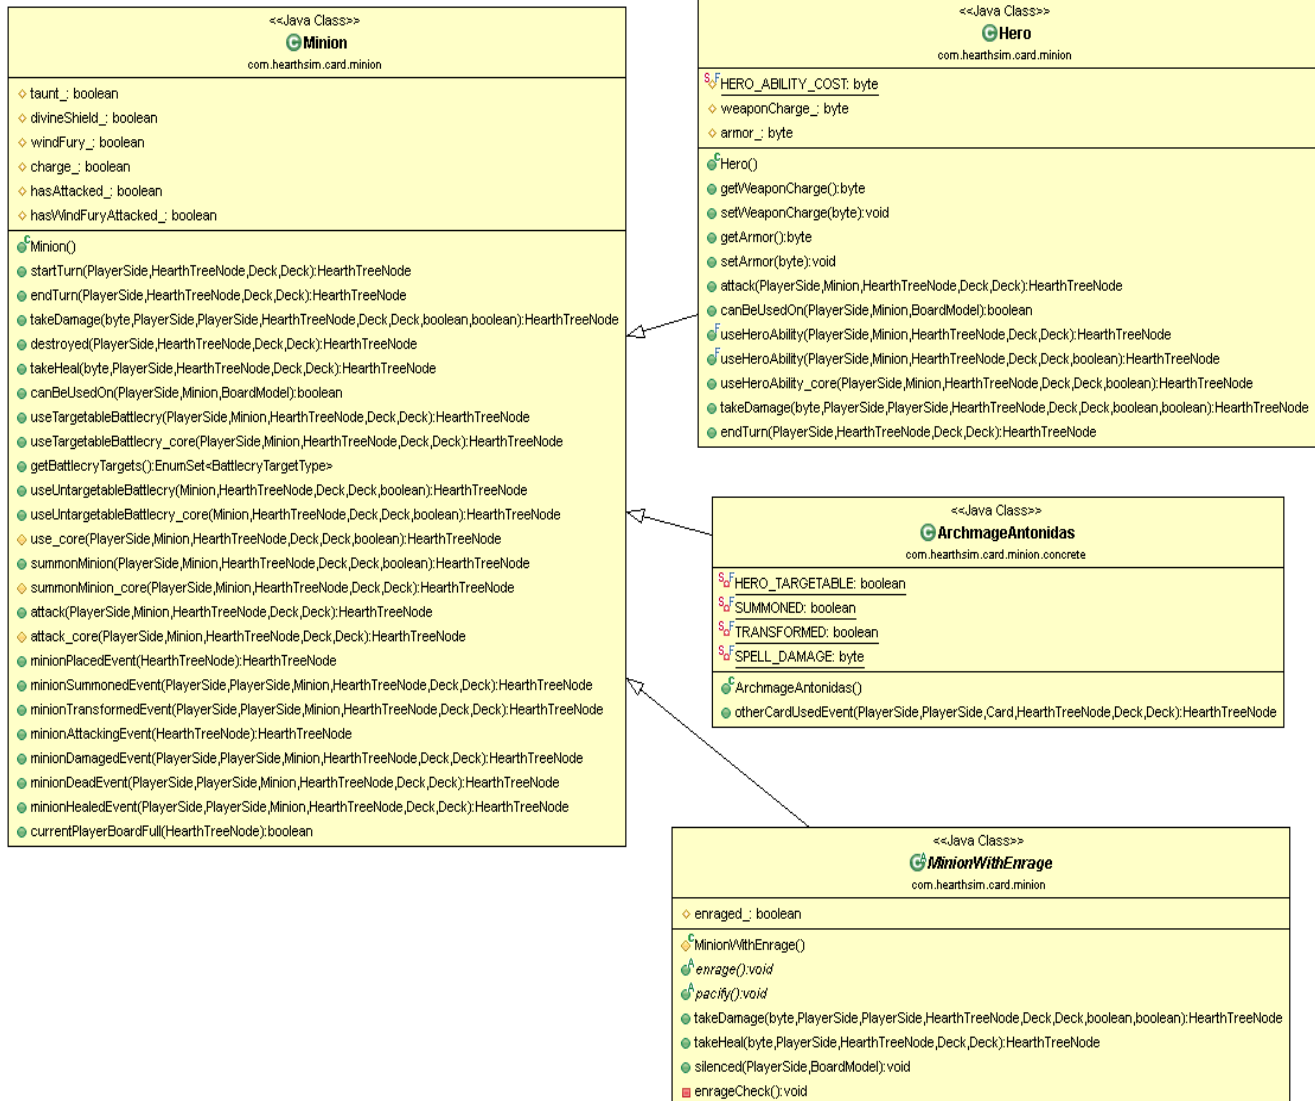 <<Java Class>>
Minion
com.hearthsim.card.minion
taunt_: boolean
divineShield_: boolean
windFury_: boolean
charge_: boolean
hasAttacked_: boolean
hasWindFuryAttacked_: boolean
Minion()
startTurn(PlayerSide,HearthTreeNode,Deck,Deck):HearthTreeNode
endTurn(PlayerSide,HearthTreeNode,Deck,Deck):HearthTreeNode
takeDamage(byte,PlayerSide,PlayerSide,HearthTreeNode,Deck,Deck,boolean,boolean):HearthTreeNode
destroyed(PlayerSide,HearthTreeNode,Deck,Deck):HearthTreeNode
takeHeal(byte,PlayerSide,HearthTreeNode,Deck,Deck):HearthTreeNode
canBeUsedOn(PlayerSide,Minion,BoardModel):boolean
useTargetableBattlecry(PlayerSide,Minion,HearthTreeNode,Deck,Deck):HearthTreeNode
useTargetableBattlecry_core(PlayerSide,Minion,HearthTreeNode,Deck,Deck):HearthTreeNode
getBattlecryTargets():EnumSet<BattlecryTargetType>
useUntargetableBattlecry(Minion,HearthTreeNode,Deck,Deck,boolean):HearthTreeNode
useUntargetableBattlecry_core(Minion,HearthTreeNode,Deck,Deck,boolean):HearthTreeNode
use_core(PlayerSide,Minion,HearthTreeNode,Deck,Deck,boolean):HearthTreeNode
summonMinion(PlayerSide,Minion,HearthTreeNode,Deck,Deck,boolean):HearthTreeNode
summonMinion_core(PlayerSide,Minion,HearthTreeNode,Deck,Deck):HearthTreeNode
attack(PlayerSide,Minion,HearthTreeNode,Deck,Deck):HearthTreeNode
attack_core(PlayerSide,Minion,HearthTreeNode,Deck,Deck):HearthTreeNode
minionPlacedEvent(HearthTreeNode):HearthTreeNode
minionSummonedEvent(PlayerSide,PlayerSide,Minion,HearthTreeNode,Deck,Deck):HearthTreeNode
minionTransformedEvent(PlayerSide,PlayerSide,Minion,HearthTreeNode,Deck,Deck):HearthTreeNode
minionAttackingEvent(HearthTreeNode):HearthTreeNode
minionDamagedEvent(PlayerSide,PlayerSide,Minion,HearthTreeNode,Deck,Deck):HearthTreeNode
minionDeadEvent(PlayerSide,PlayerSide,Minion,HearthTreeNode,Deck,Deck):HearthTreeNode
minionHealedEvent(PlayerSide,PlayerSide,Minion,HearthTreeNode,Deck,Deck):HearthTreeNode
currentPlayerBoardFull(HearthTreeNode):boolean
<<Java Class>>
Hero
com.hearthsim.card.minion
HERO_ABILITY_COST: byte
weaponCharge_: byte
armor_: byte
Hero()
getWeaponCharge():byte
setWeaponCharge(byte):void
getArmor():byte
setArmor(byte):void
attack(PlayerSide,Minion,HearthTreeNode,Deck,Deck):HearthTreeNode
canBeUsedOn(PlayerSide,Minion,BoardModel):boolean
useHeroAbility(PlayerSide,Minion,HearthTreeNode,Deck,Deck):HearthTreeNode
useHeroAbility(PlayerSide,Minion,HearthTreeNode,Deck,Deck,boolean):HearthTreeNode
useHeroAbility_core(PlayerSide,Minion,HearthTreeNode,Deck,Deck,boolean):HearthTreeNode
takeDamage(byte,PlayerSide,PlayerSide,HearthTreeNode,Deck,Deck,boolean,boolean):HearthTreeNode
endTurn(PlayerSide,HearthTreeNode,Deck,Deck):HearthTreeNode
<<Java Class>>
ArchmageAntonidas
com.hearthsim.card.minion.concrete
HERO_TARGETABLE: boolean
SUMMONED: boolean
TRANSFORMED: boolean
SPELL_DAMAGE: byte
ArchmageAntonidas()
otherCardUsedEvent(PlayerSide,PlayerSide,Card,HearthTreeNode,Deck,Deck):HearthTreeNode
<<Java Class>>
MinionWithEnrage
com.hearthsim.card.minion
enraged_: boolean
MinionWithEnrage()
enrage():void
pacify():void
takeDamage(byte,PlayerSide,PlayerSide,HearthTreeNode,Deck,Deck,boolean,boolean):HearthTreeNode
takeHeal(byte,PlayerSide,HearthTreeNode,Deck,Deck):HearthTreeNode
silenced(PlayerSide,BoardModel):void
enrageCheck():void